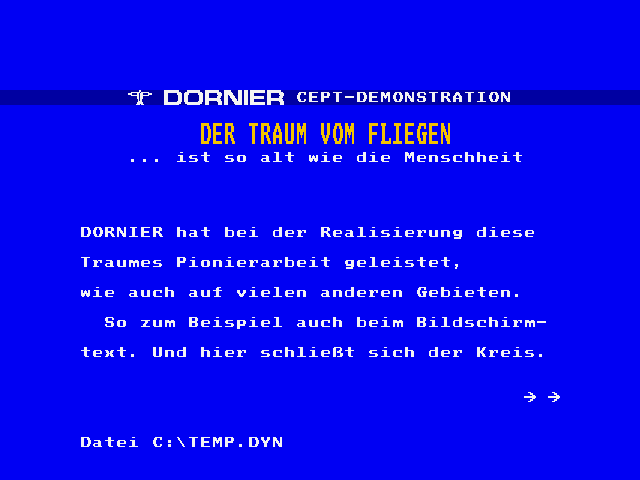 DORNIER CEPT-DEMONSTRATION
DER TRAUM VOM FLIEGEN
... ist so alt wie die Menschheit
DORNIER hat bei der Realisierung diese
Traumes Pionierarbeit geleistet,
wie auch auf vielen anderen Gebieten.
So zum Beispiel auch beim Bildschirm-
text. Und hier schließt sich der Kreis.
→ →
Datei C:\TEMP.DYN